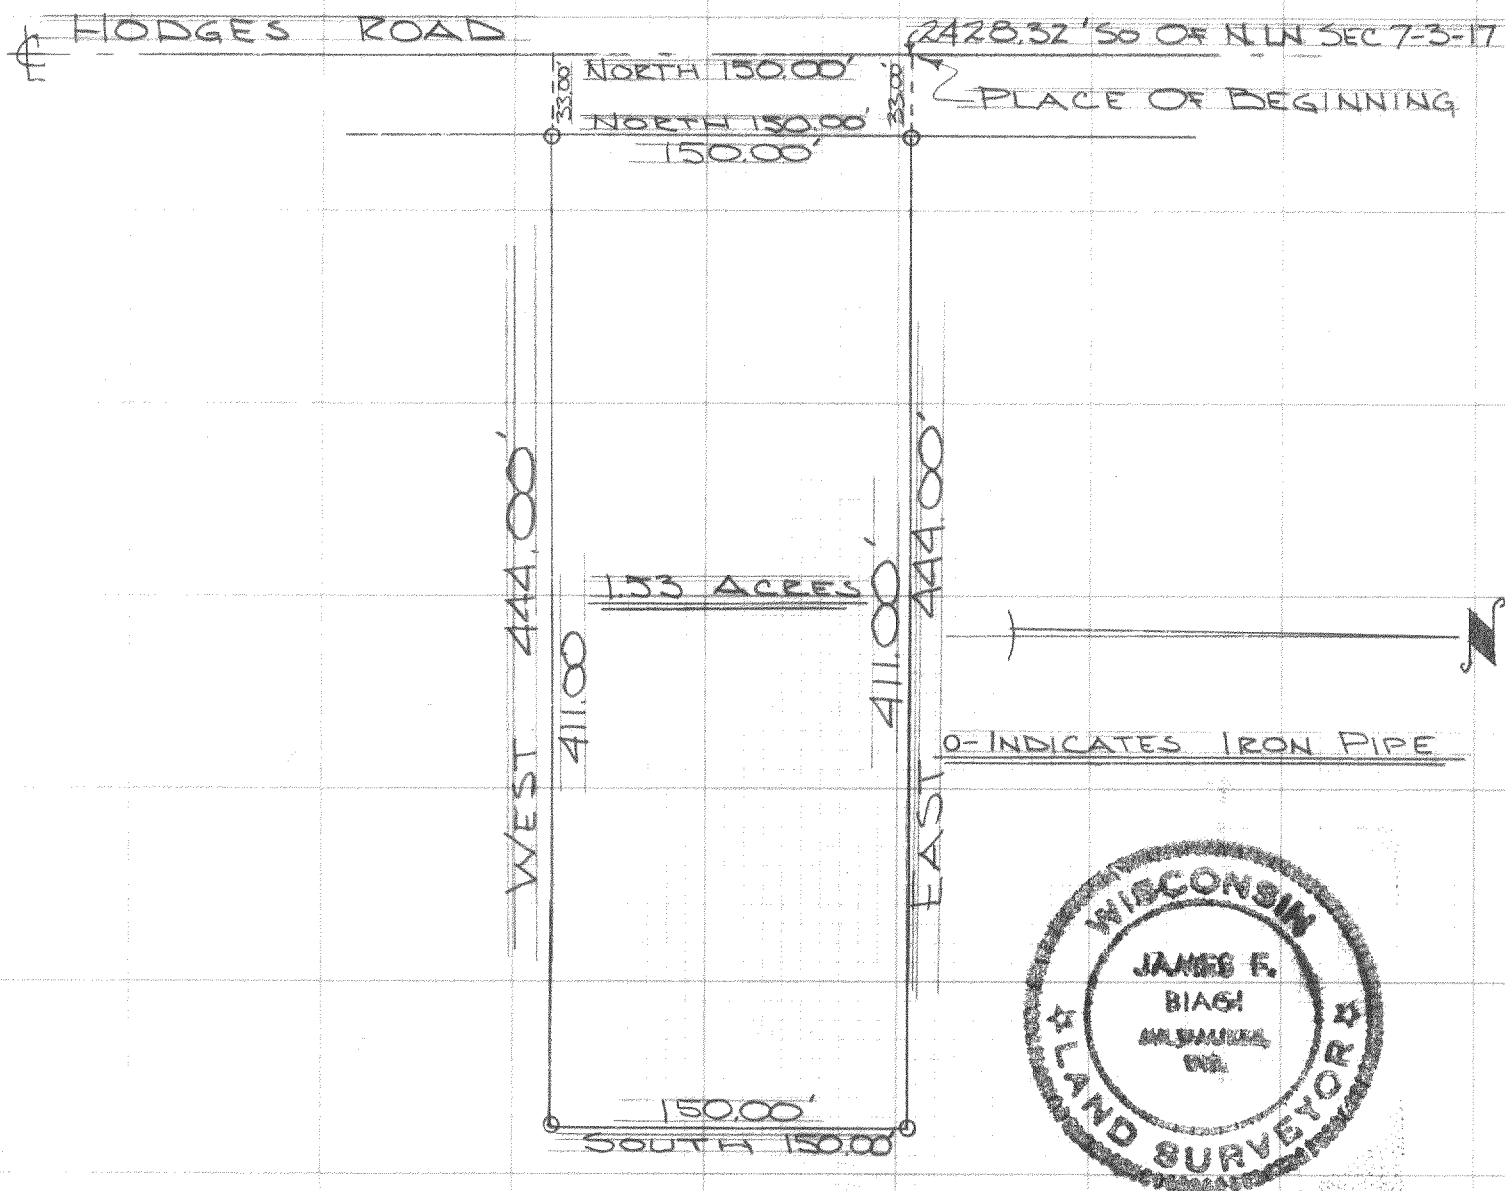 HODGES ROAD
2428.32' SO OF N LN SEC 7-3-17
33.00'
NORTH 150.00'
33.00'
PLACE OF BEGINNING
NORTH 150.00'
150.00'
WEST 444.00'
411.00
1.53 ACRES
411.00'
EAST 444.00'
N
o- INDICATES IRON PIPE
WISCONSIN
JAMES F.
BIAGI
WIS.
LAND SURVEYOR
150.00'
SOUTH 150.00'